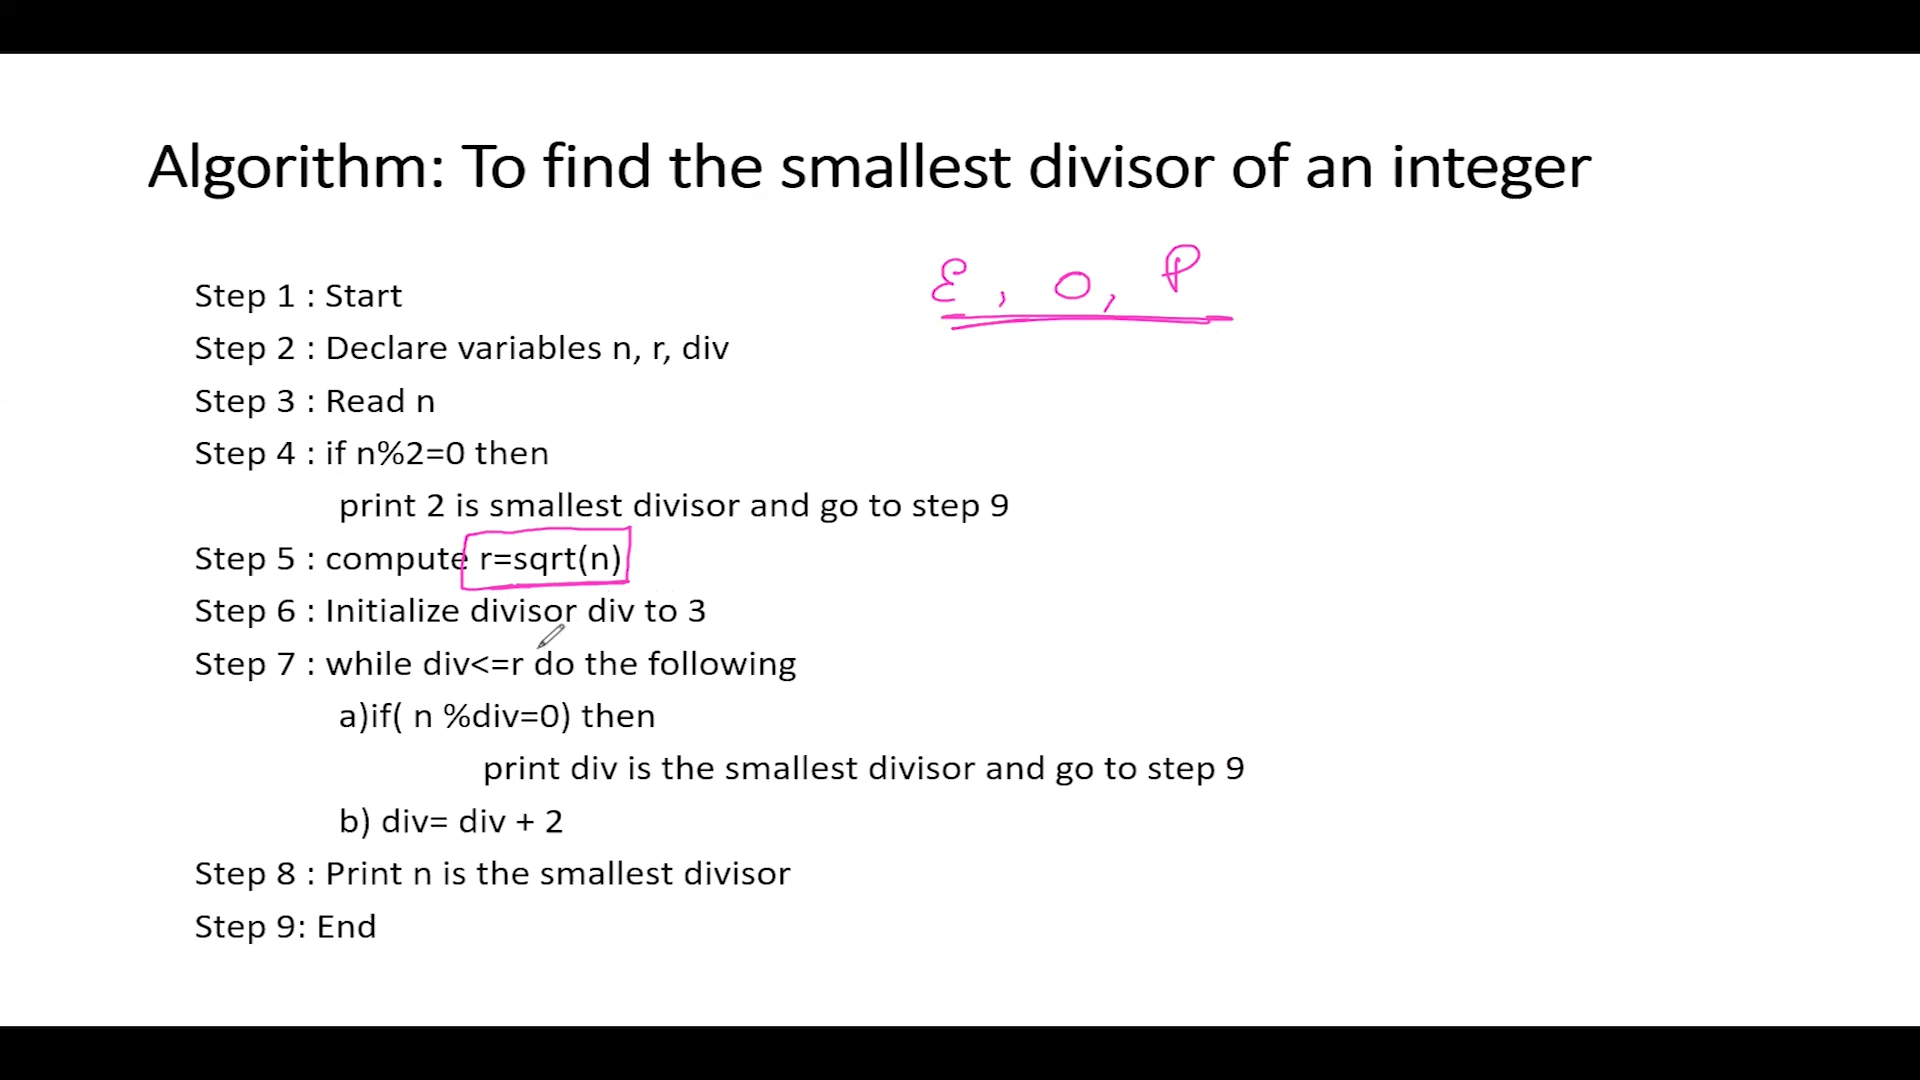 Algorithm: To find the smallest divisor of an integer
E, O, P
Step 1 : Start
Step 2 : Declare variables n, r, div
Step 3 : Read n
Step 4 : if n%2=0 then
print 2 is smallest divisor and go to step 9
Step 5 : compute r=sqrt(n)
Step 6 : Initialize divisor div to 3
Step 7 : while div<=r do the following
a)if( n %div=0) then
print div is the smallest divisor and go to step 9
b) div= div + 2
Step 8 : Print n is the smallest divisor
Step 9: End